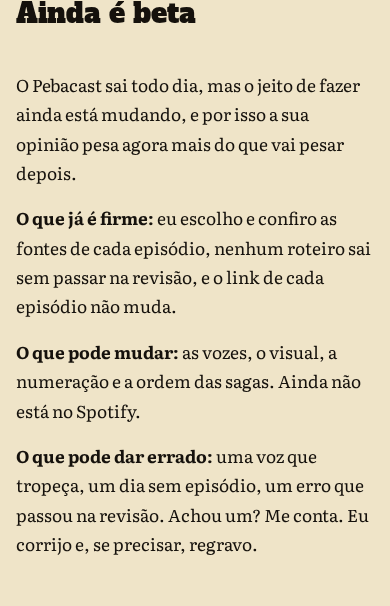 Ainda é beta
O Pebacast sai todo dia, mas o jeito de fazer
ainda está mudando, e por isso a sua
opinião pesa agora mais do que vai pesar
depois.
O que já é firme: eu escolho e confiro as
fontes de cada episódio, nenhum roteiro sai
sem passar na revisão, e o link de cada
episódio não muda.
O que pode mudar: as vozes, o visual, a
numeração e a ordem das sagas. Ainda não
está no Spotify.
O que pode dar errado: uma voz que
tropeça, um dia sem episódio, um erro que
passou na revisão. Achou um? Me conta. Eu
corrijo e, se precisar, regravo.